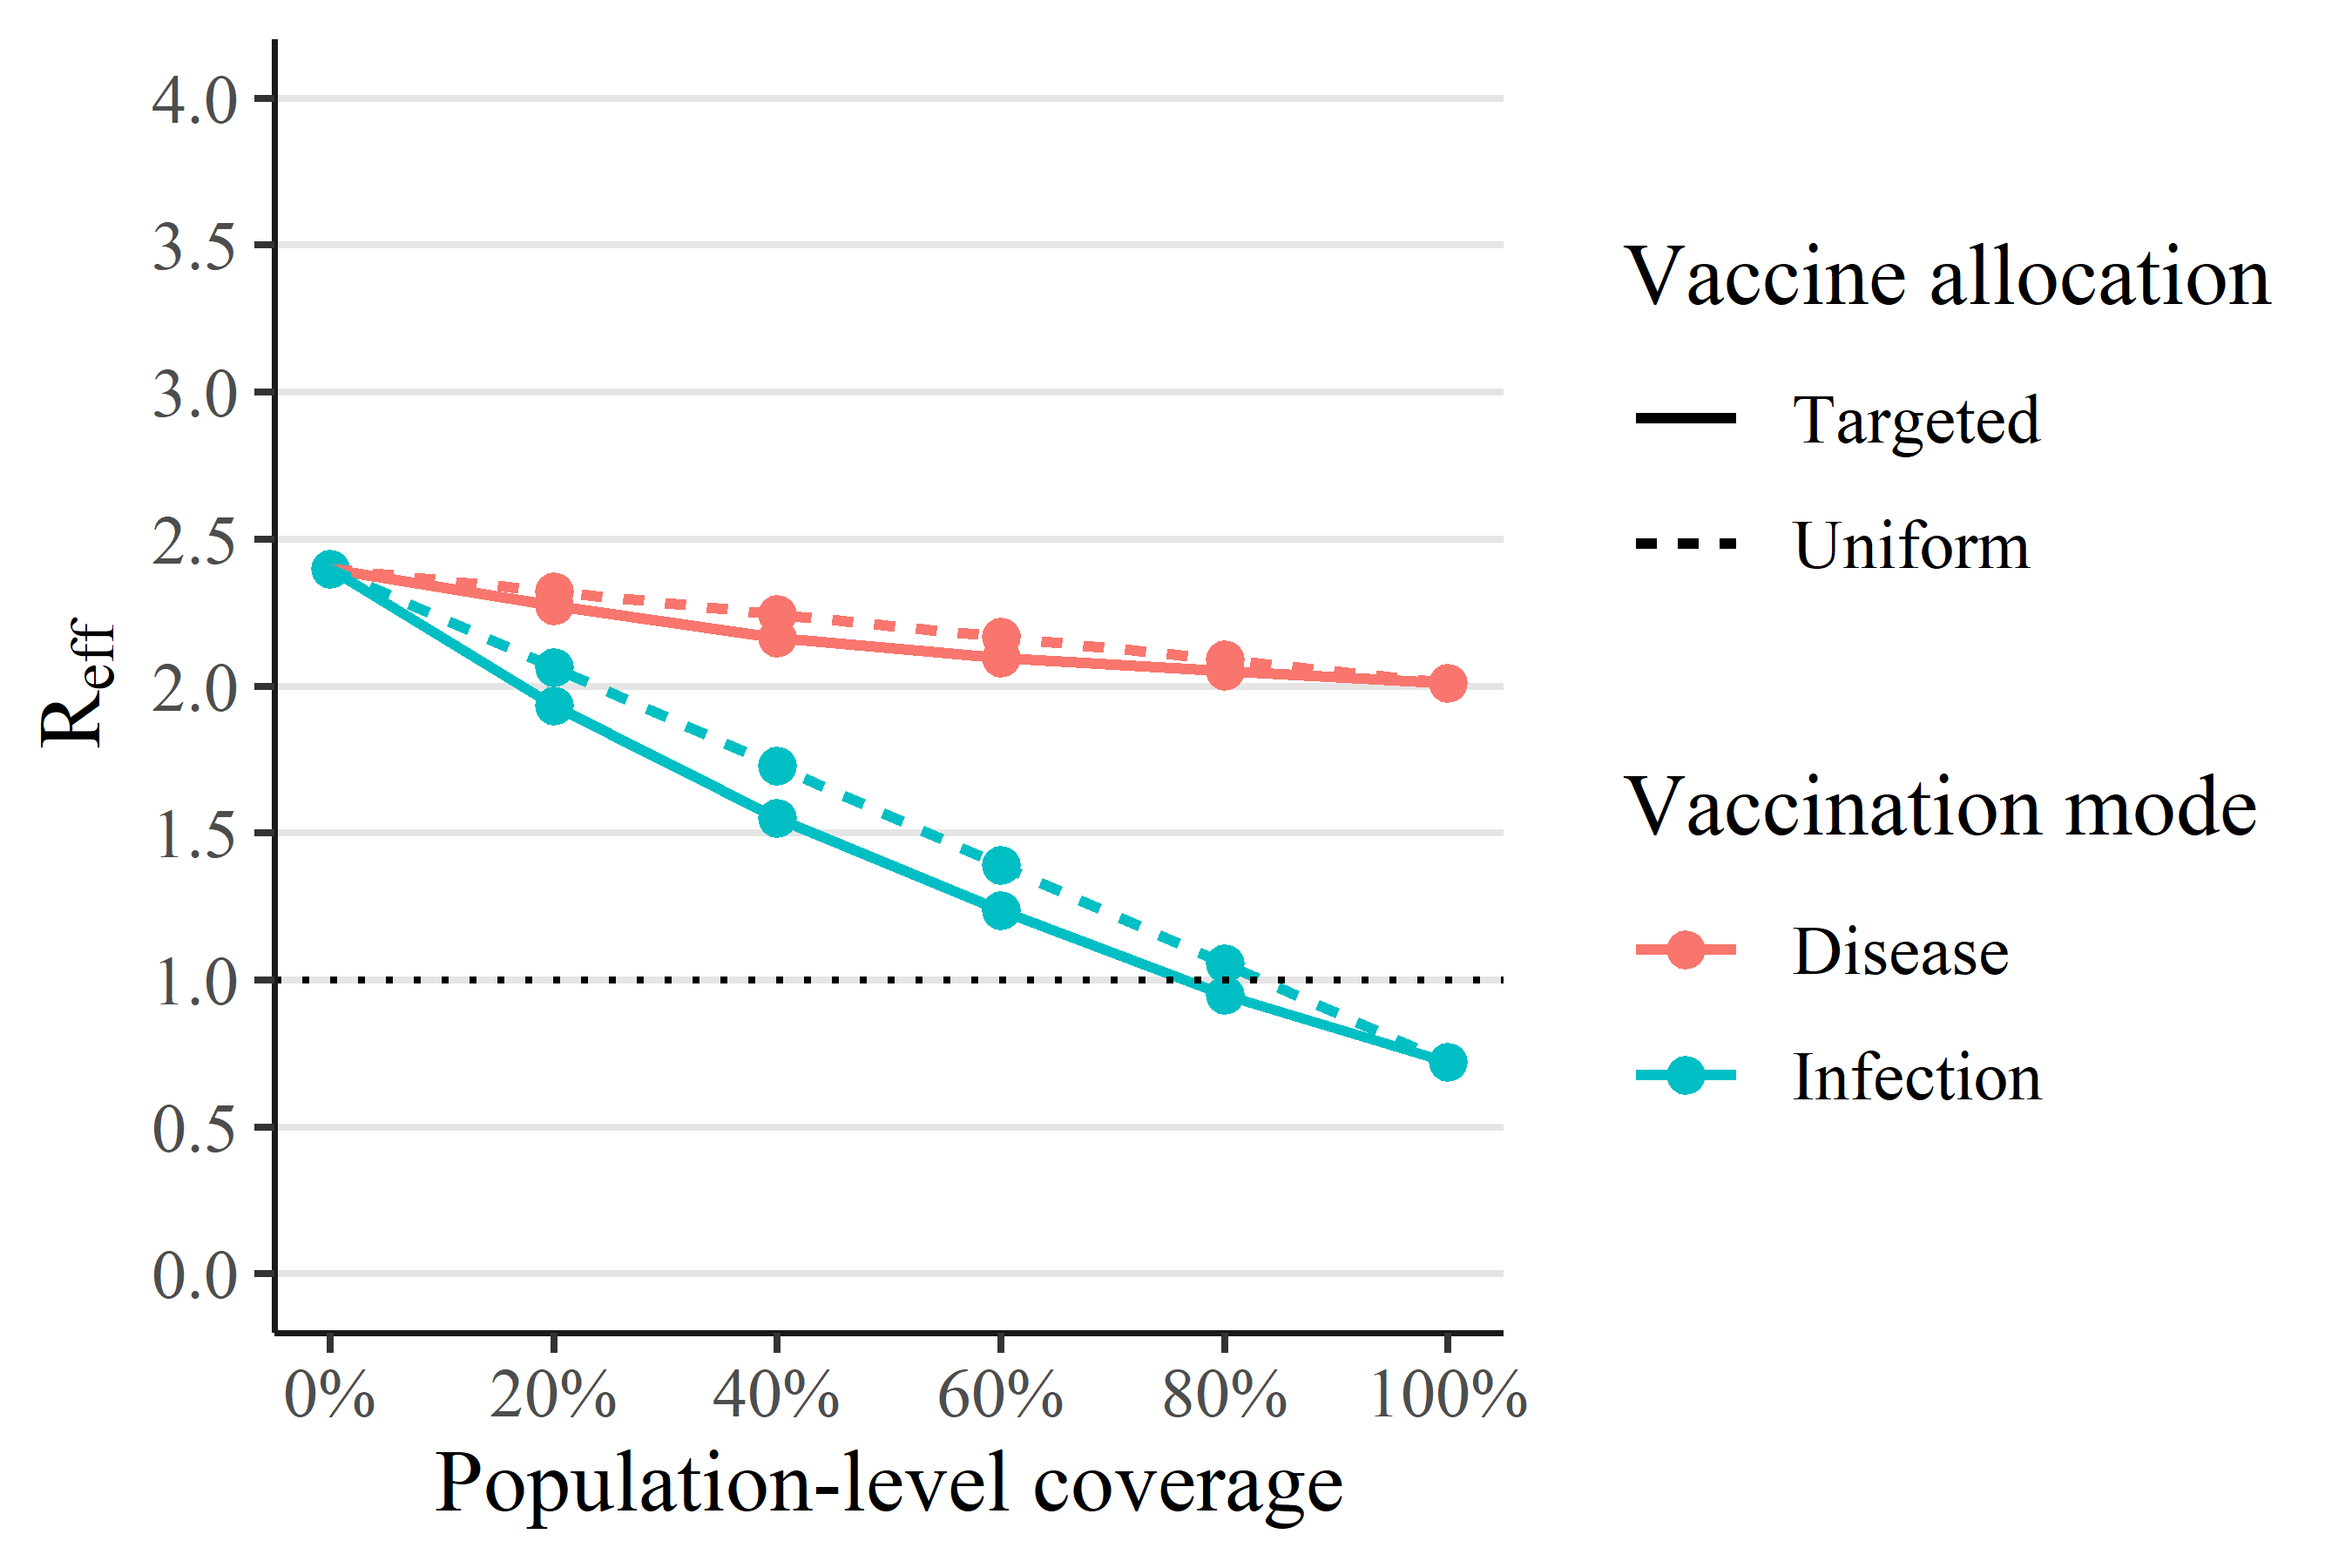 4.0
3.5
3.0
2.5
2.0
1.5
1.0
0.5
0.0
Reff
0% 20% 40% 60% 80% 100%
Population-level coverage
Vaccine allocation
Targeted
Uniform
Vaccination mode
Disease
Infection